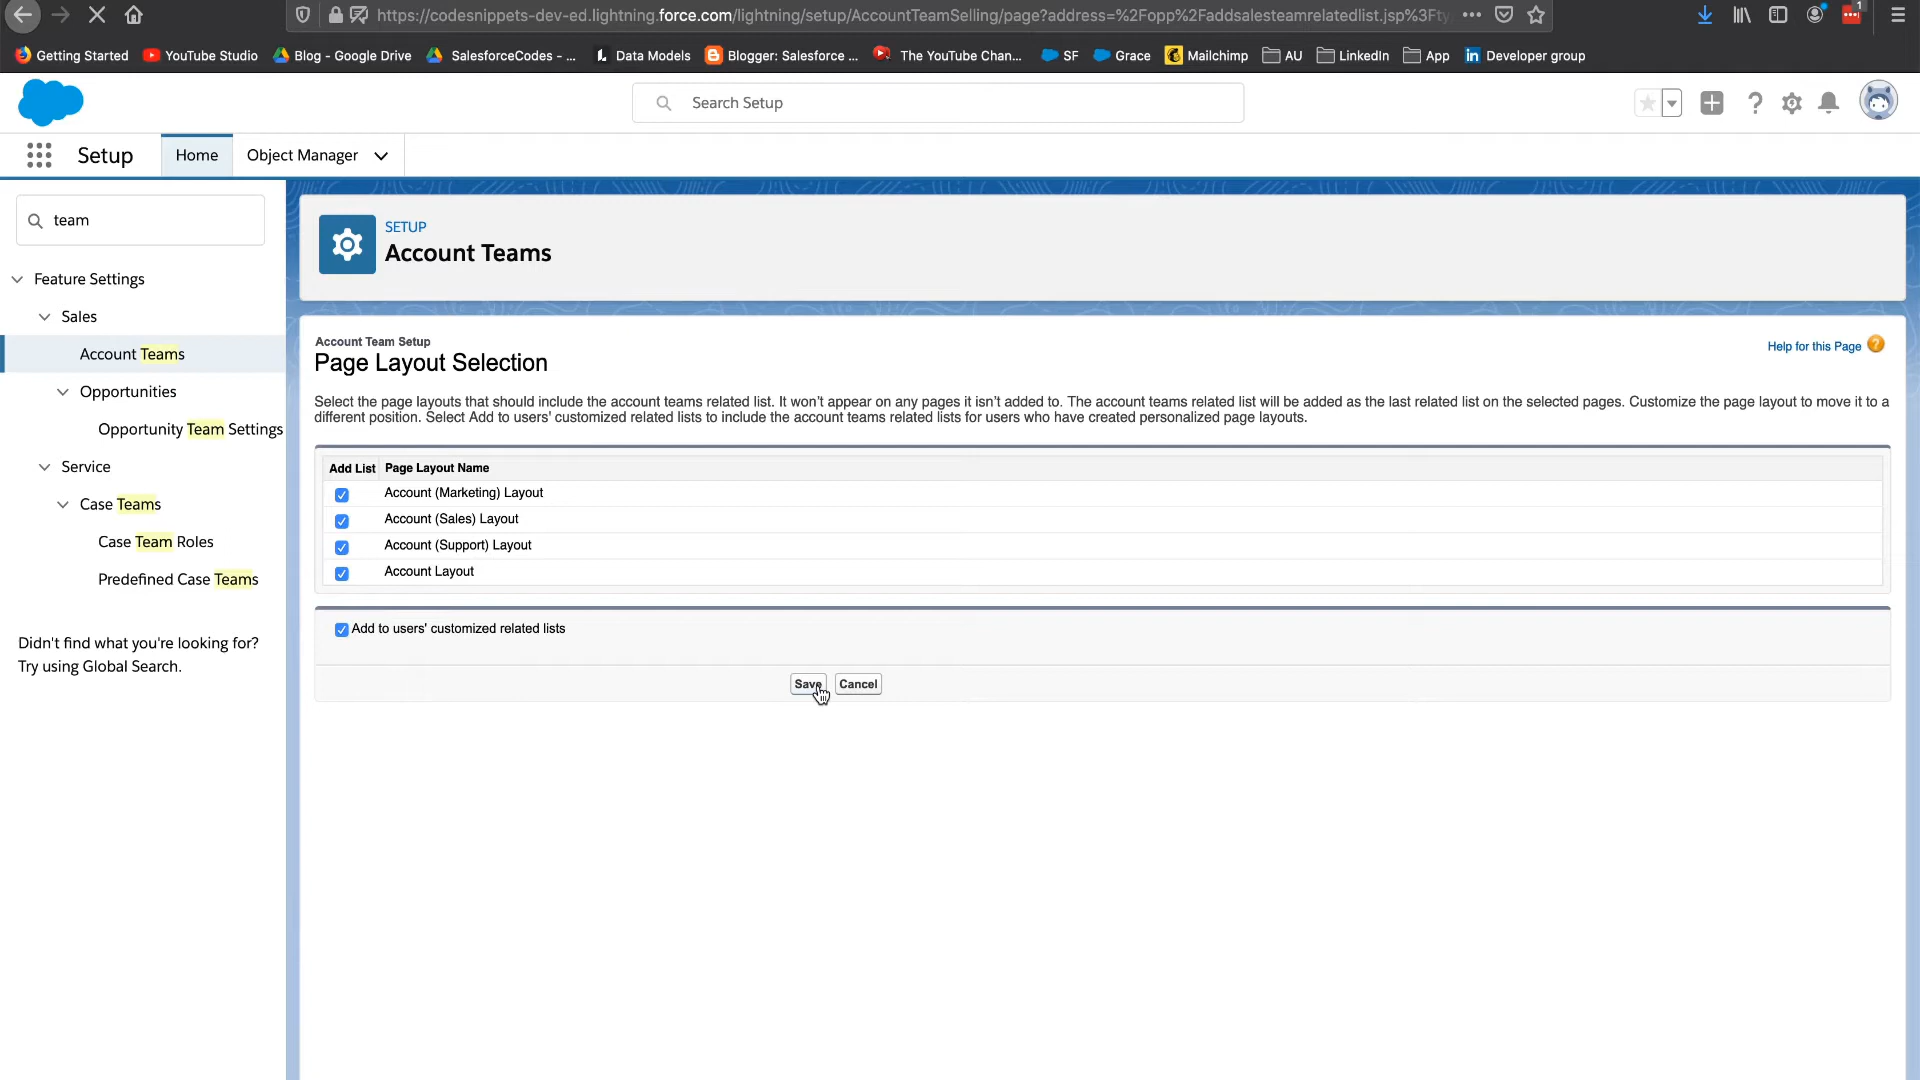 https://codesnippets-dev-ed.lightning.force.com/lightning/setup/AccountTeamSelling/page?address=%2Fopp%2Faddsalesteamrelatedlist.jsp%3Fty
1
Getting Started YouTube Studio Blog - Google Drive SalesforceCodes - ... Data Models Blogger: Salesforce ... The YouTube Chan... SF Grace Mailchimp AU LinkedIn App Developer group
Search Setup
Setup Home Object Manager
team
Feature Settings
Sales
Account Teams
Opportunities
Opportunity Team Settings
Service
Case Teams
Case Team Roles
Predefined Case Teams
Didn't find what you're looking for?
Try using Global Search.
SETUP
Account Teams
Account Team Setup
Page Layout Selection
Help for this Page ?
Select the page layouts that should include the account teams related list. It won't appear on any pages it isn't added to. The account teams related list will be added as the last related list on the selected pages. Customize the page layout to move it to a
different position. Select Add to users' customized related lists to include the account teams related lists for users who have created personalized page layouts.
Add List Page Layout Name
Account (Marketing) Layout
Account (Sales) Layout
Account (Support) Layout
Account Layout
Add to users' customized related lists
Save Cancel